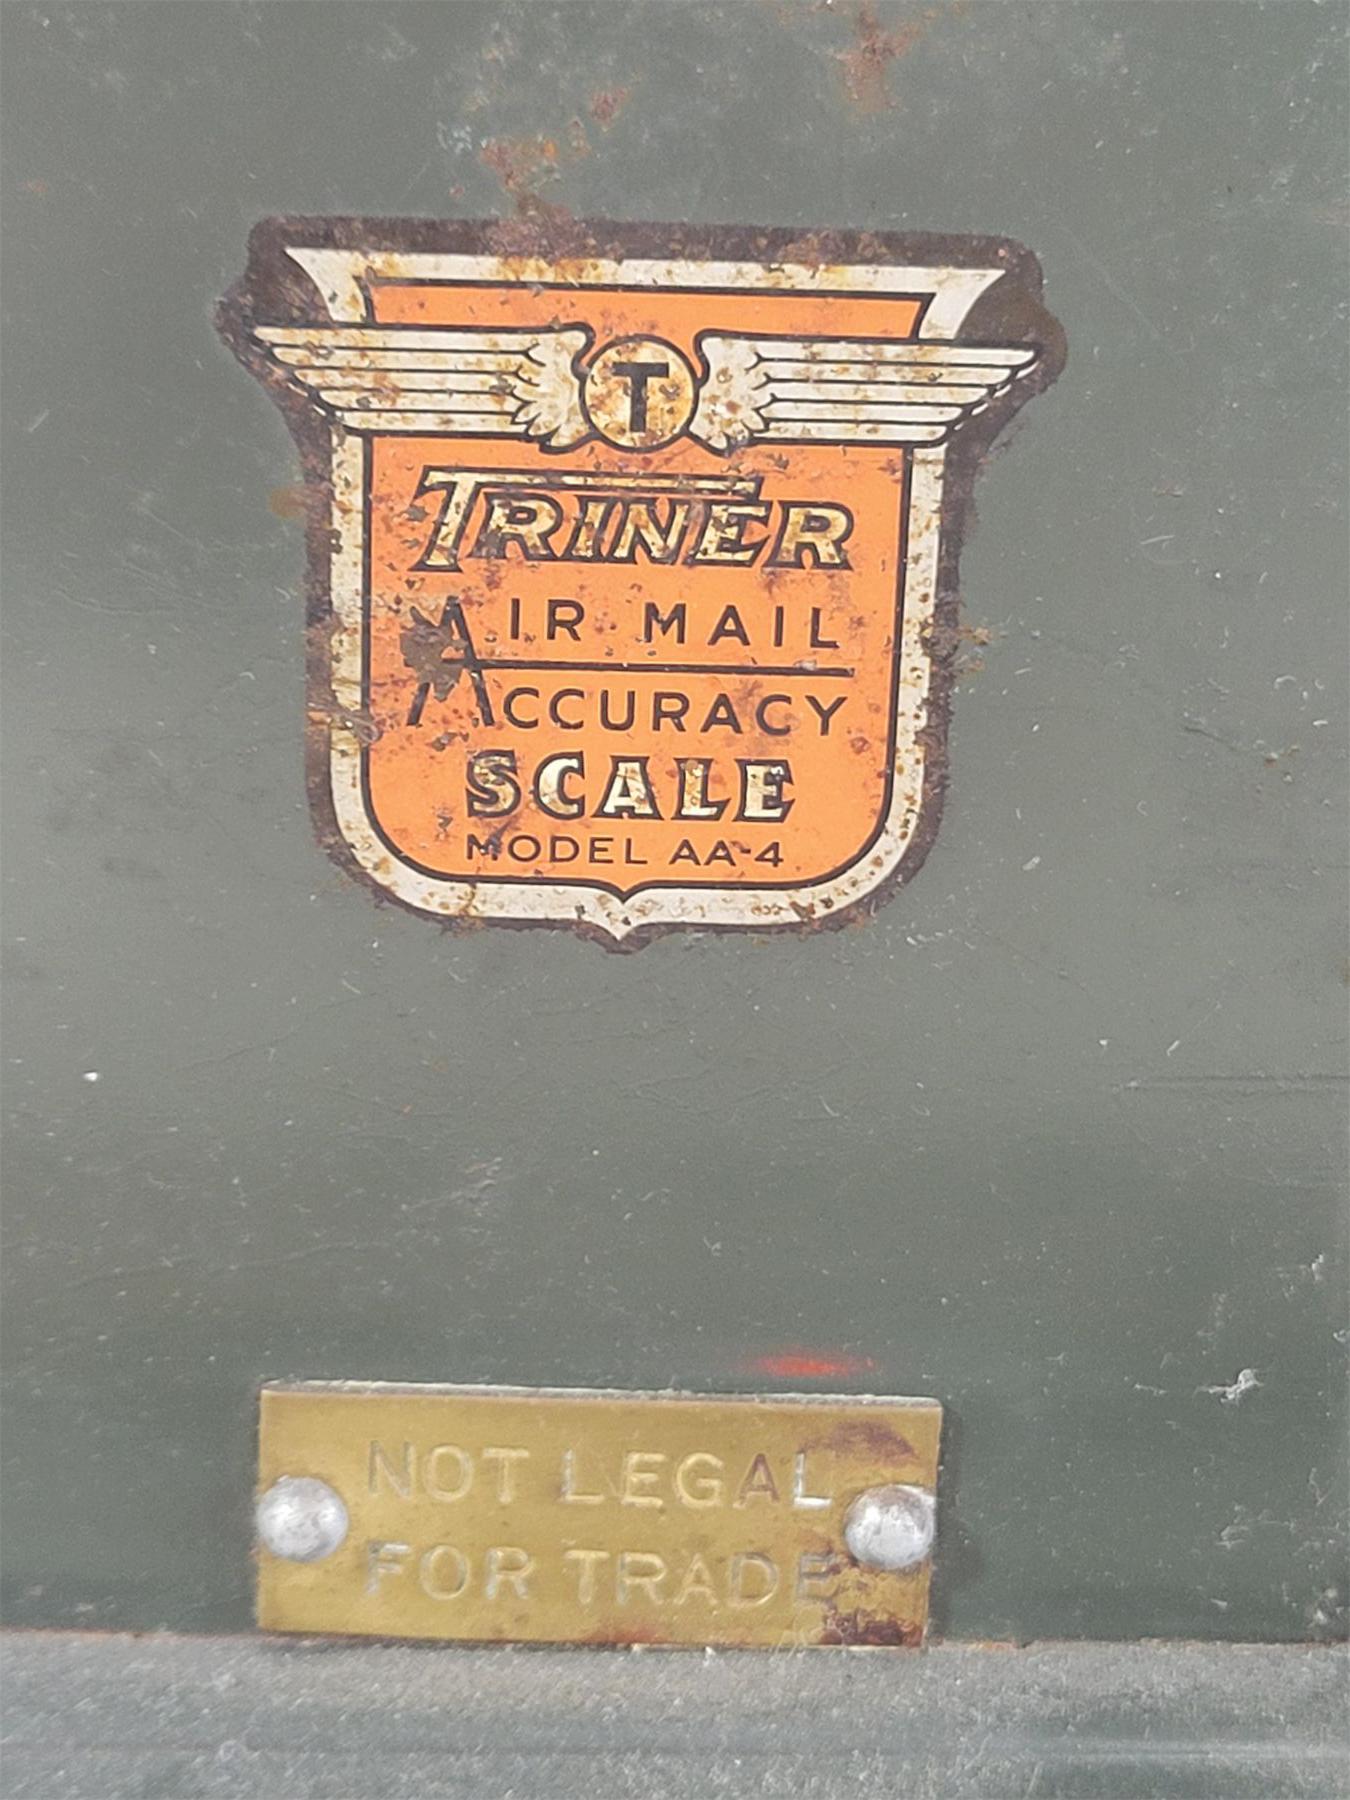 T
TRINER
AIR MAIL
ACCURACY
SCALE
MODEL AA-4
NOT LEGAL
FOR TRADE